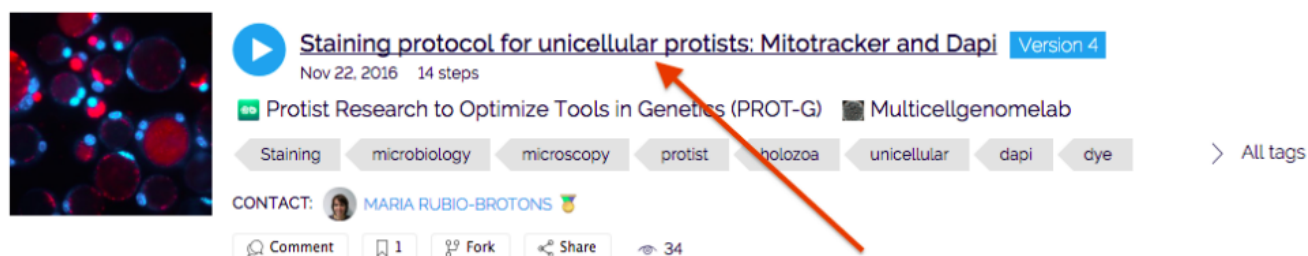 Staining protocol for unicellular protists: Mitotracker and Dapi Version 4
Nov 22, 2016 14 steps
Protist Research to Optimize Tools in Genetics (PROT-G) Multicellgenomelab
Staining microbiology microscopy protist holozoa unicellular dapi dye > All tags
CONTACT: MARIA RUBIO-BROTONS
Comment 1 Fork Share 34